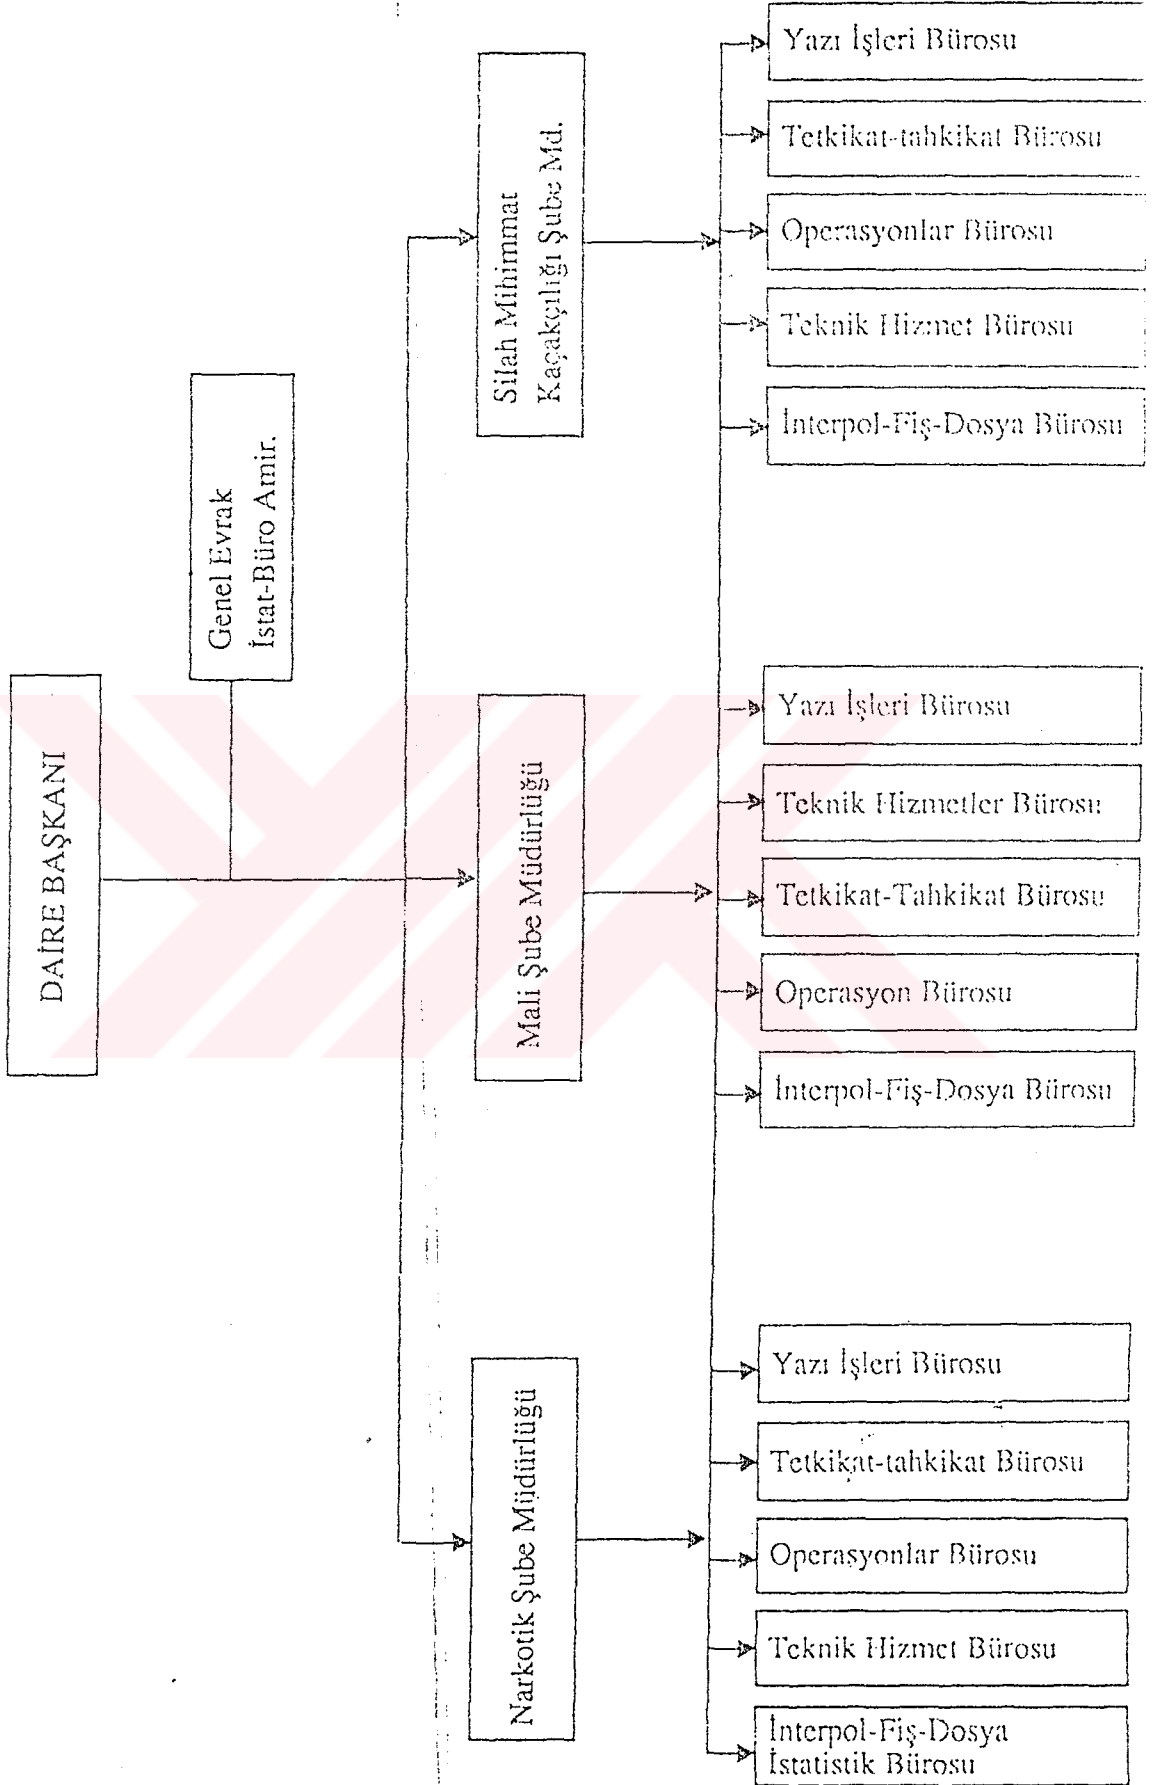 DAİRE BAŞKANI
Genel Evrak
İstat-Büro Amir.
Silah Mihimmat
Kaçakçılığı Şube Md.
Yazı İşleri Bürosu
Tetkikat-tahkikat Bürosu
Operasyonlar Bürosu
Teknik Hizmet Bürosu
İnterpol-Fiş-Dosya Bürosu
Mali Şube Müdürlüğü
Yazı İşleri Bürosu
Teknik Hizmetler Bürosu
Tetkikat-Tahkikat Bürosu
Operasyon Bürosu
İnterpol-Fiş-Dosya Bürosu
Narkotik Şube Müdürlüğü
Yazı İşleri Bürosu
Tetkikat-tahkikat Bürosu
Operasyonlar Bürosu
Teknik Hizmet Bürosu
İnterpol-Fiş-Dosya
İstatistik Bürosu